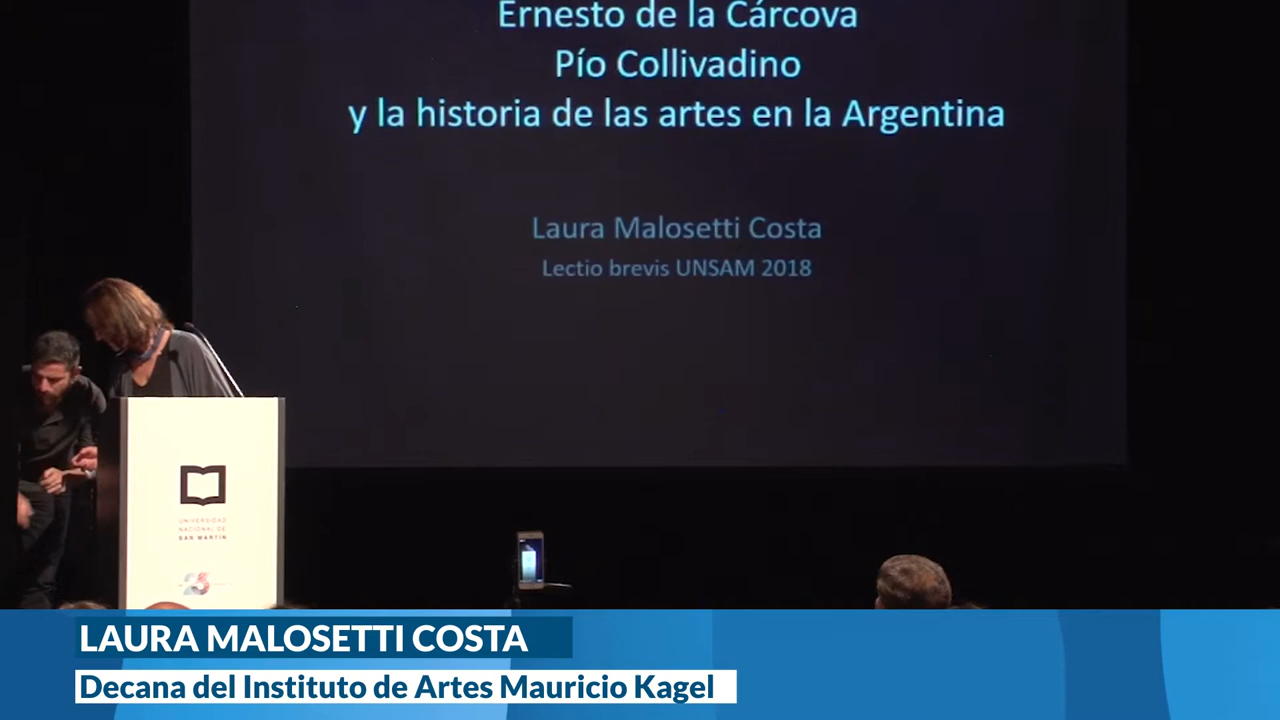 Ernesto de la Cárcova
Pío Collivadino
y la historia de las artes en la Argentina
Laura Malosetti Costa
Lectio brevis UNSAM 2018
UNIVERSIDAD
NACIONAL DE
SAN MARTÍN
25
LAURA MALOSETTI COSTA
Decana del Instituto de Artes Mauricio Kagel